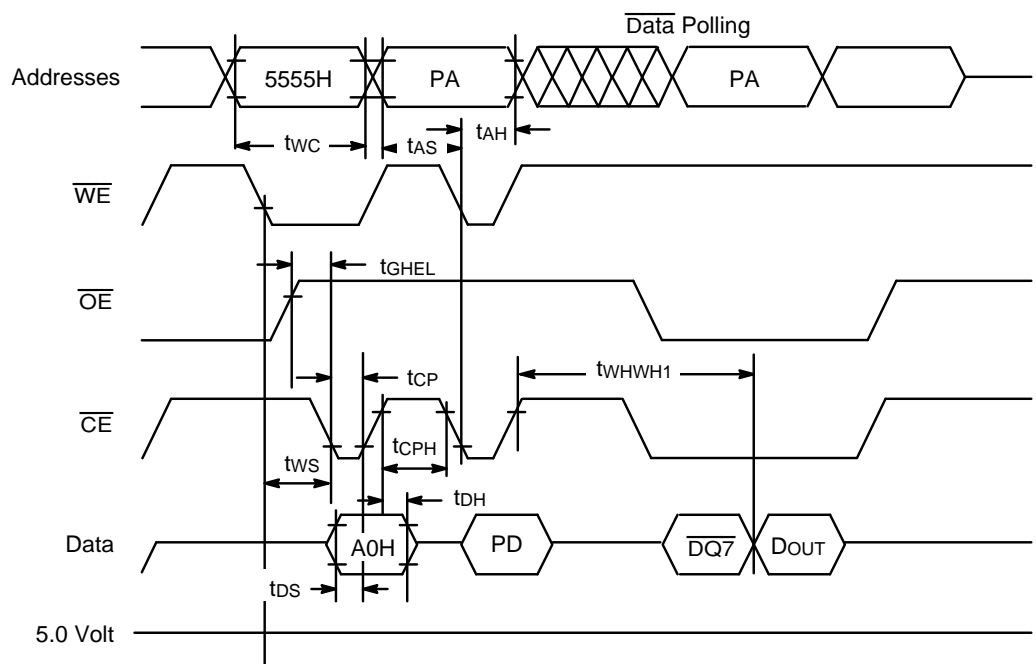 Data Polling
Addresses
5555H
PA
PA
tWC
tAS
tAH
WE
tGHEL
OE
tCP
tWHWH1
CE
tCPH
tWS
tDH
Data
A0H
PD
DQ7
DOUT
tDS
5.0 Volt